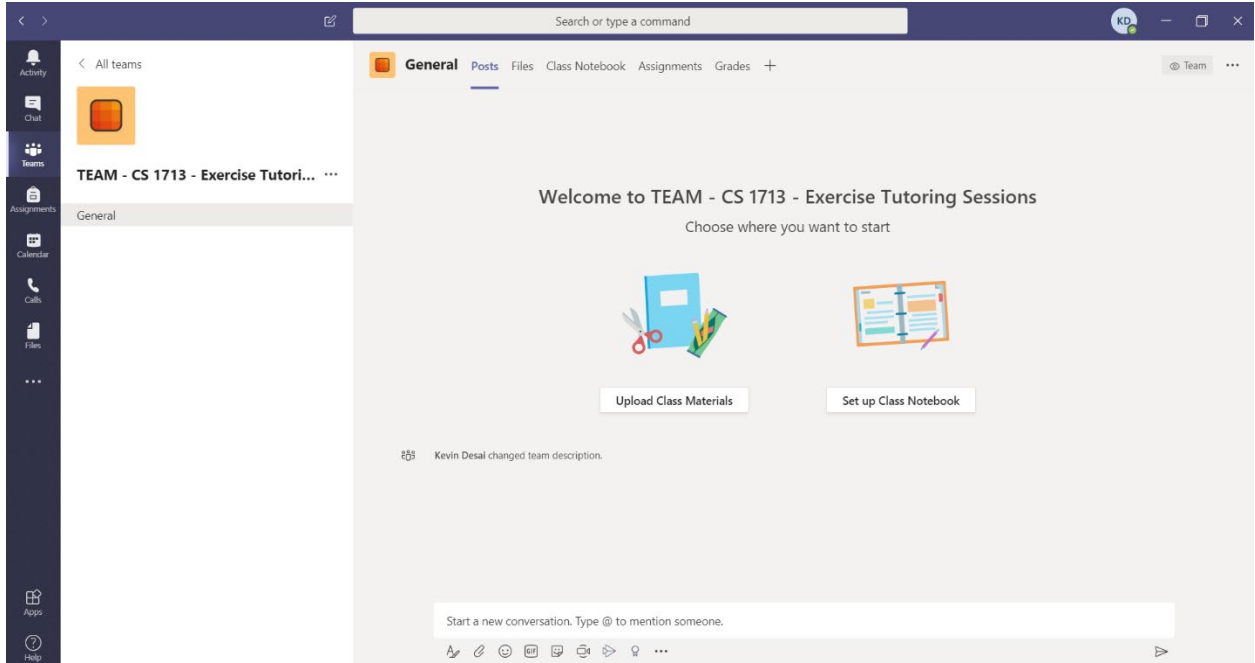 Search or type a command
KD
Activity
Chat
Teams
Assignments
Calendar
Calls
Files
Apps
Help
All teams
TEAM - CS 1713 - Exercise Tutori... ...
General
General Posts Files Class Notebook Assignments Grades +
Team ...
Welcome to TEAM - CS 1713 - Exercise Tutoring Sessions
Choose where you want to start
Upload Class Materials
Set up Class Notebook
Kevin Desai changed team description.
Start a new conversation. Type @ to mention someone.
GIF